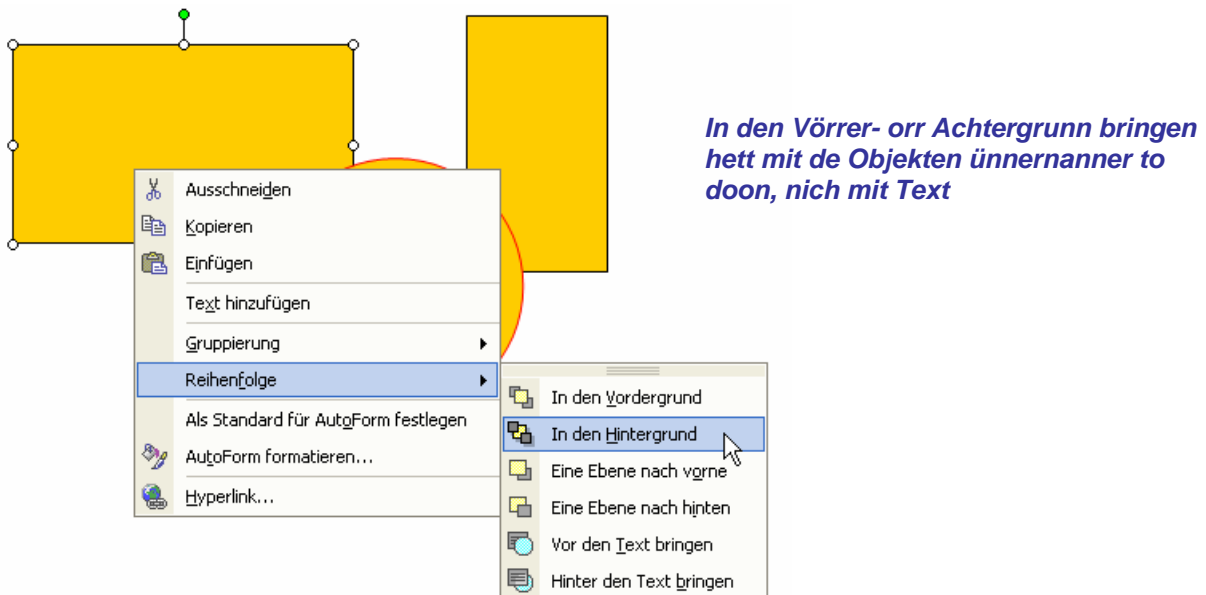 In den Vörrer- orr Achtergrunn bringen
hett mit de Objekten ünnernanner to
doon, nich mit Text
Ausschneiden
Kopieren
Einfügen
Text hinzufügen
Gruppierung
Reihenfolge
Als Standard für AutoForm festlegen
AutoForm formatieren...
Hyperlink...
In den Vordergrund
In den Hintergrund
Eine Ebene nach vorne
Eine Ebene nach hinten
Vor den Text bringen
Hinter den Text bringen